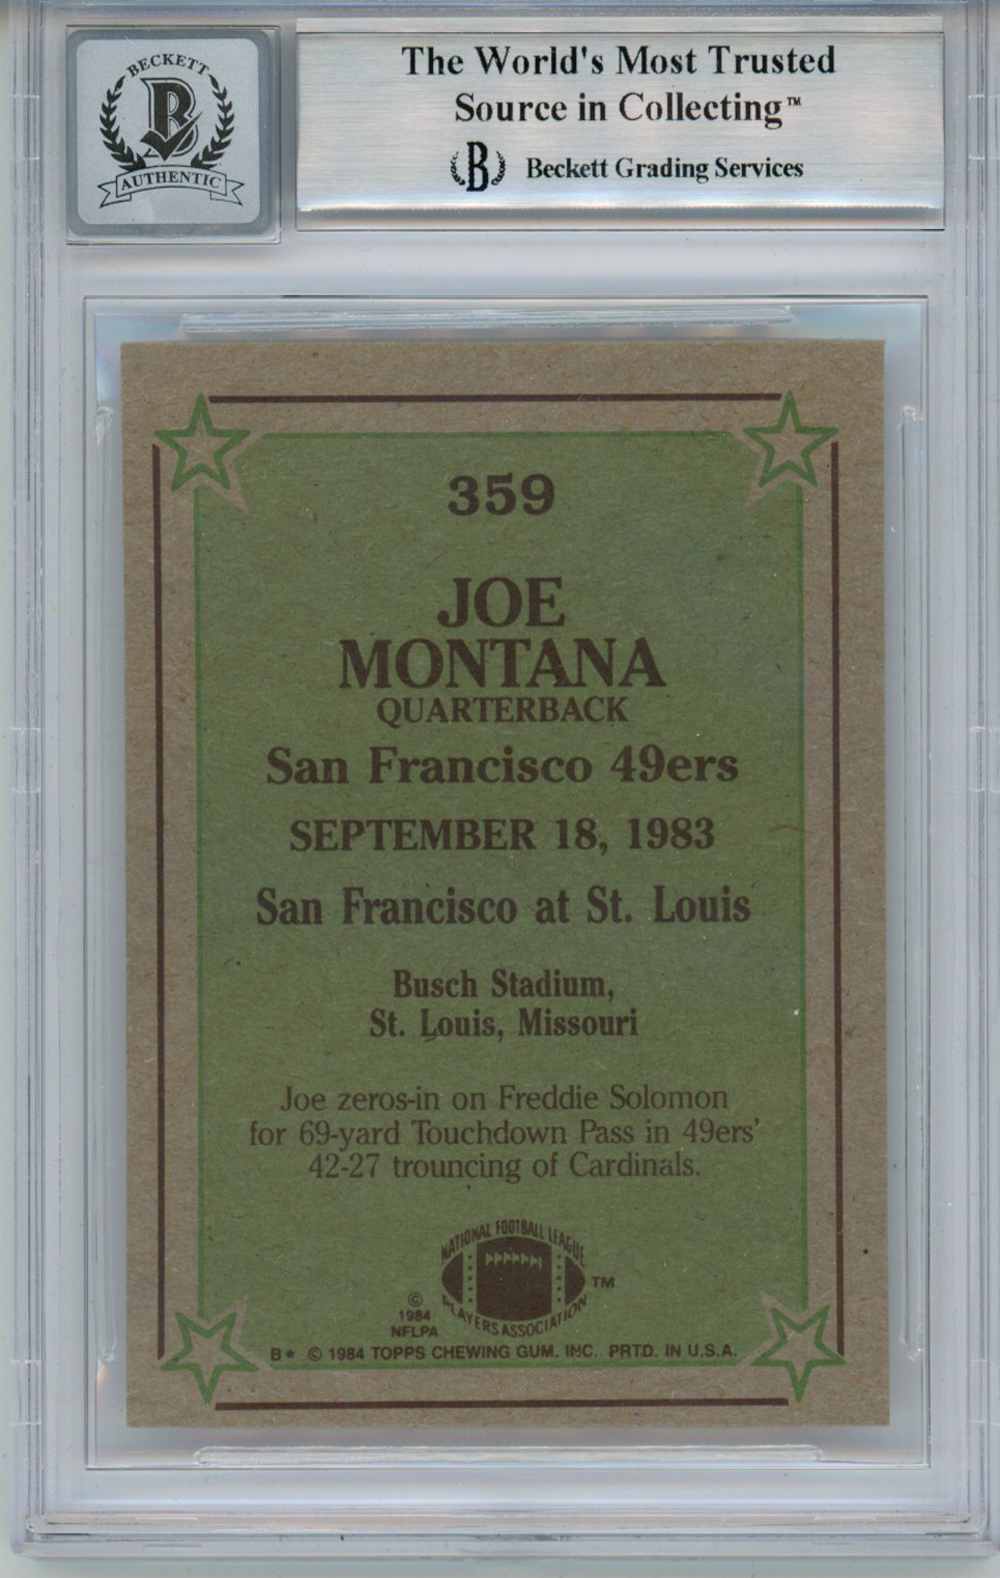 BECKETT
B
AUTHENTIC
The World's Most Trusted
Source in Collecting™
B Beckett Grading Services
359
JOE
MONTANA
QUARTERBACK
San Francisco 49ers
SEPTEMBER 18, 1983
San Francisco at St. Louis
Busch Stadium,
St. Louis, Missouri
Joe zeros-in on Freddie Solomon
for 69-yard Touchdown Pass in 49ers'
42-27 trouncing of Cardinals.
NATIONAL FOOTBALL LEAGUE
PLAYERS ASSOCIATION
TM
©
1984
NFLPA
B* © 1984 TOPPS CHEWING GUM. INC. PRTD. IN U.S.A.